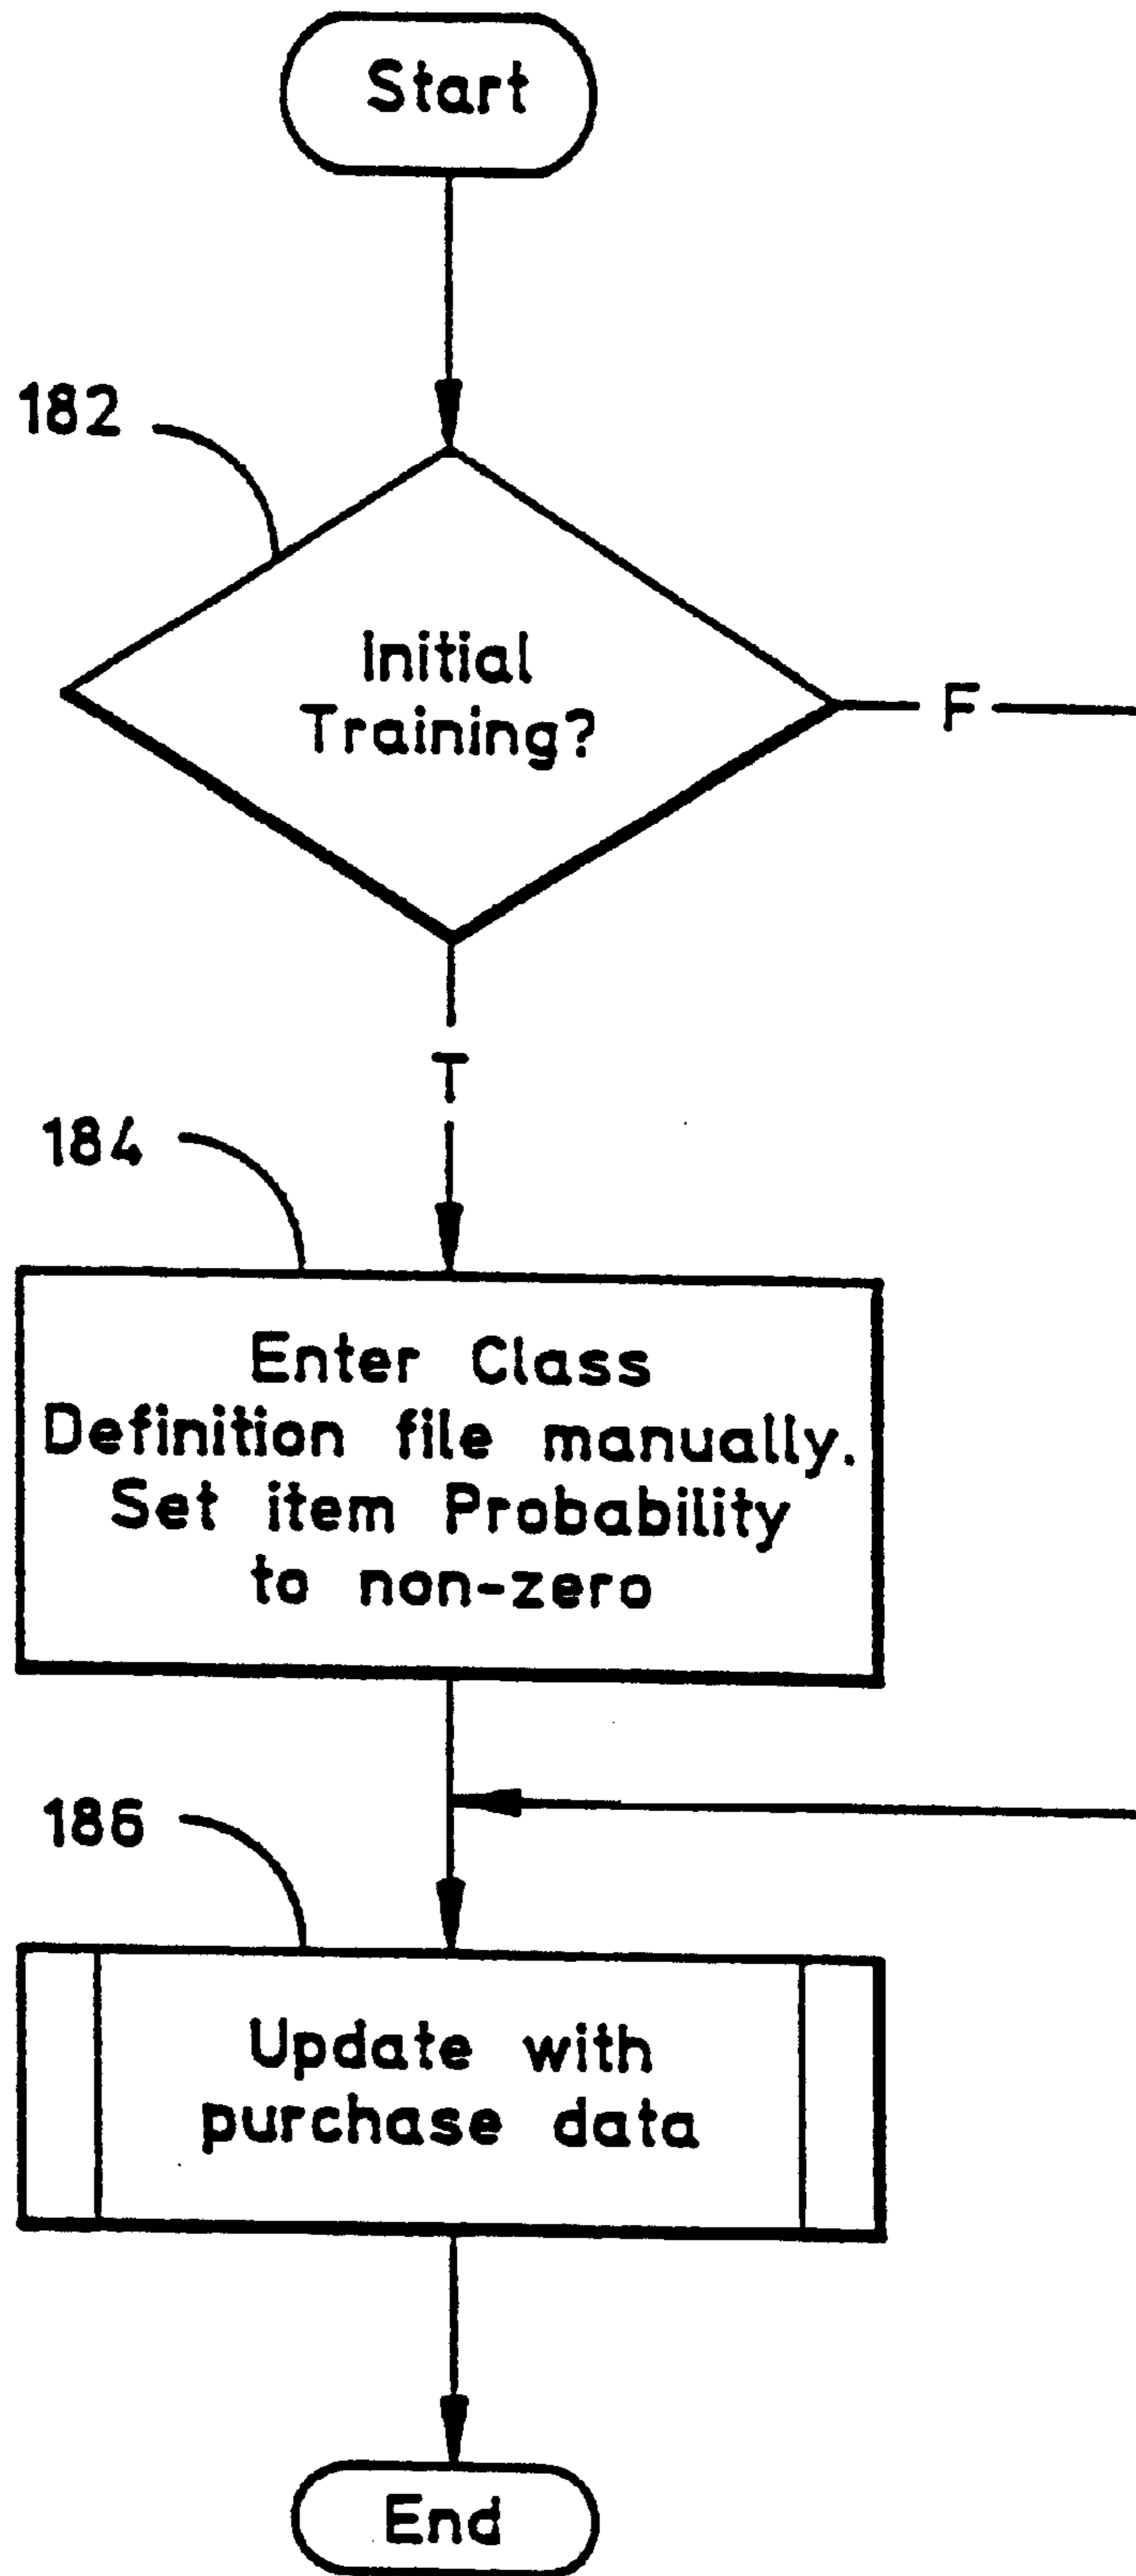 Start
182
Initial
Training?
F
T
184
Enter Class
Definition file manually.
Set item Probability
to non-zero
186
Update with
purchase data
End